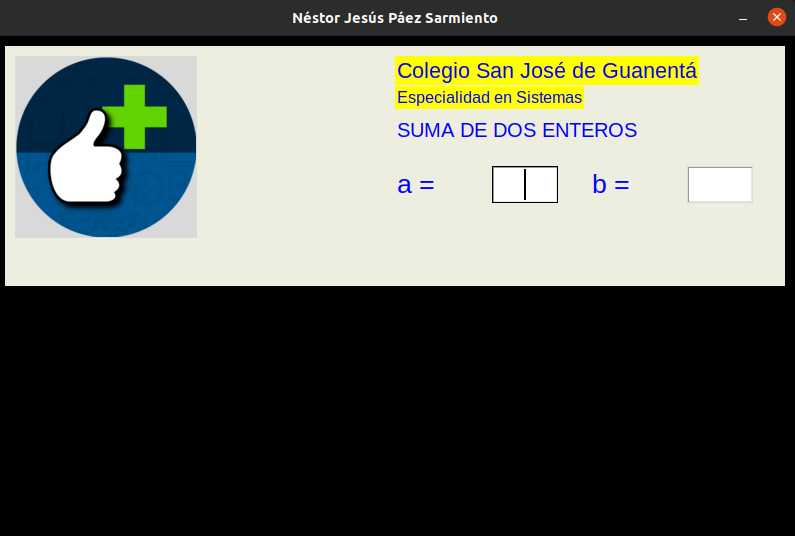 Néstor Jesús Páez Sarmiento
Colegio San José de Guanentá
Especialidad en Sistemas
SUMA DE DOS ENTEROS
a = b =